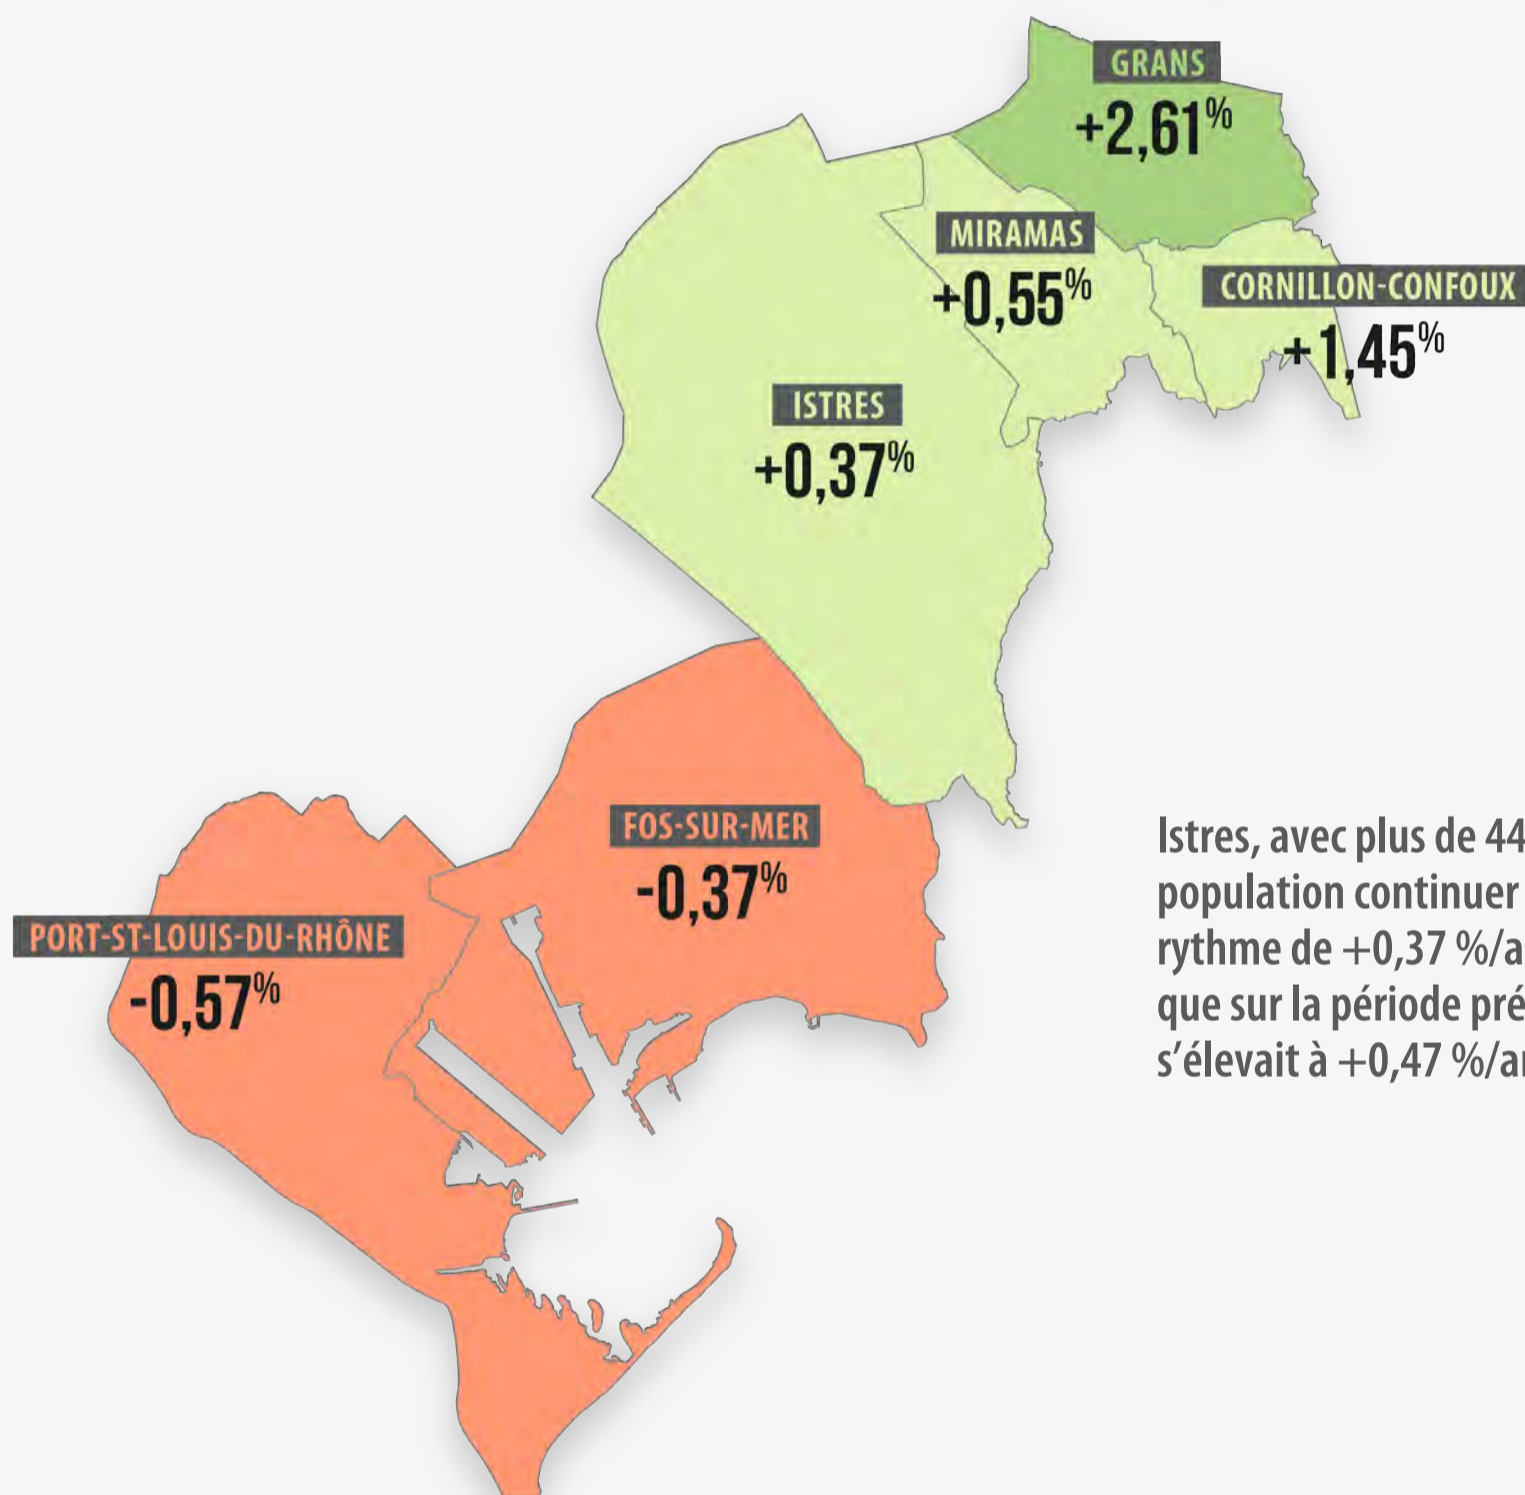 GRANS
+2,61%
MIRAMAS
+0,55%
CORNILLON-CONFOUX
+1,45%
ISTRES
+0,37%
FOS-SUR-MER
-0,37%
PORT-ST-LOUIS-DU-RHÔNE
-0,57%
Istres, avec plus de 44
population continuer
rythme de +0,37 %/a
que sur la période pré
s'élevait à +0,47 %/an